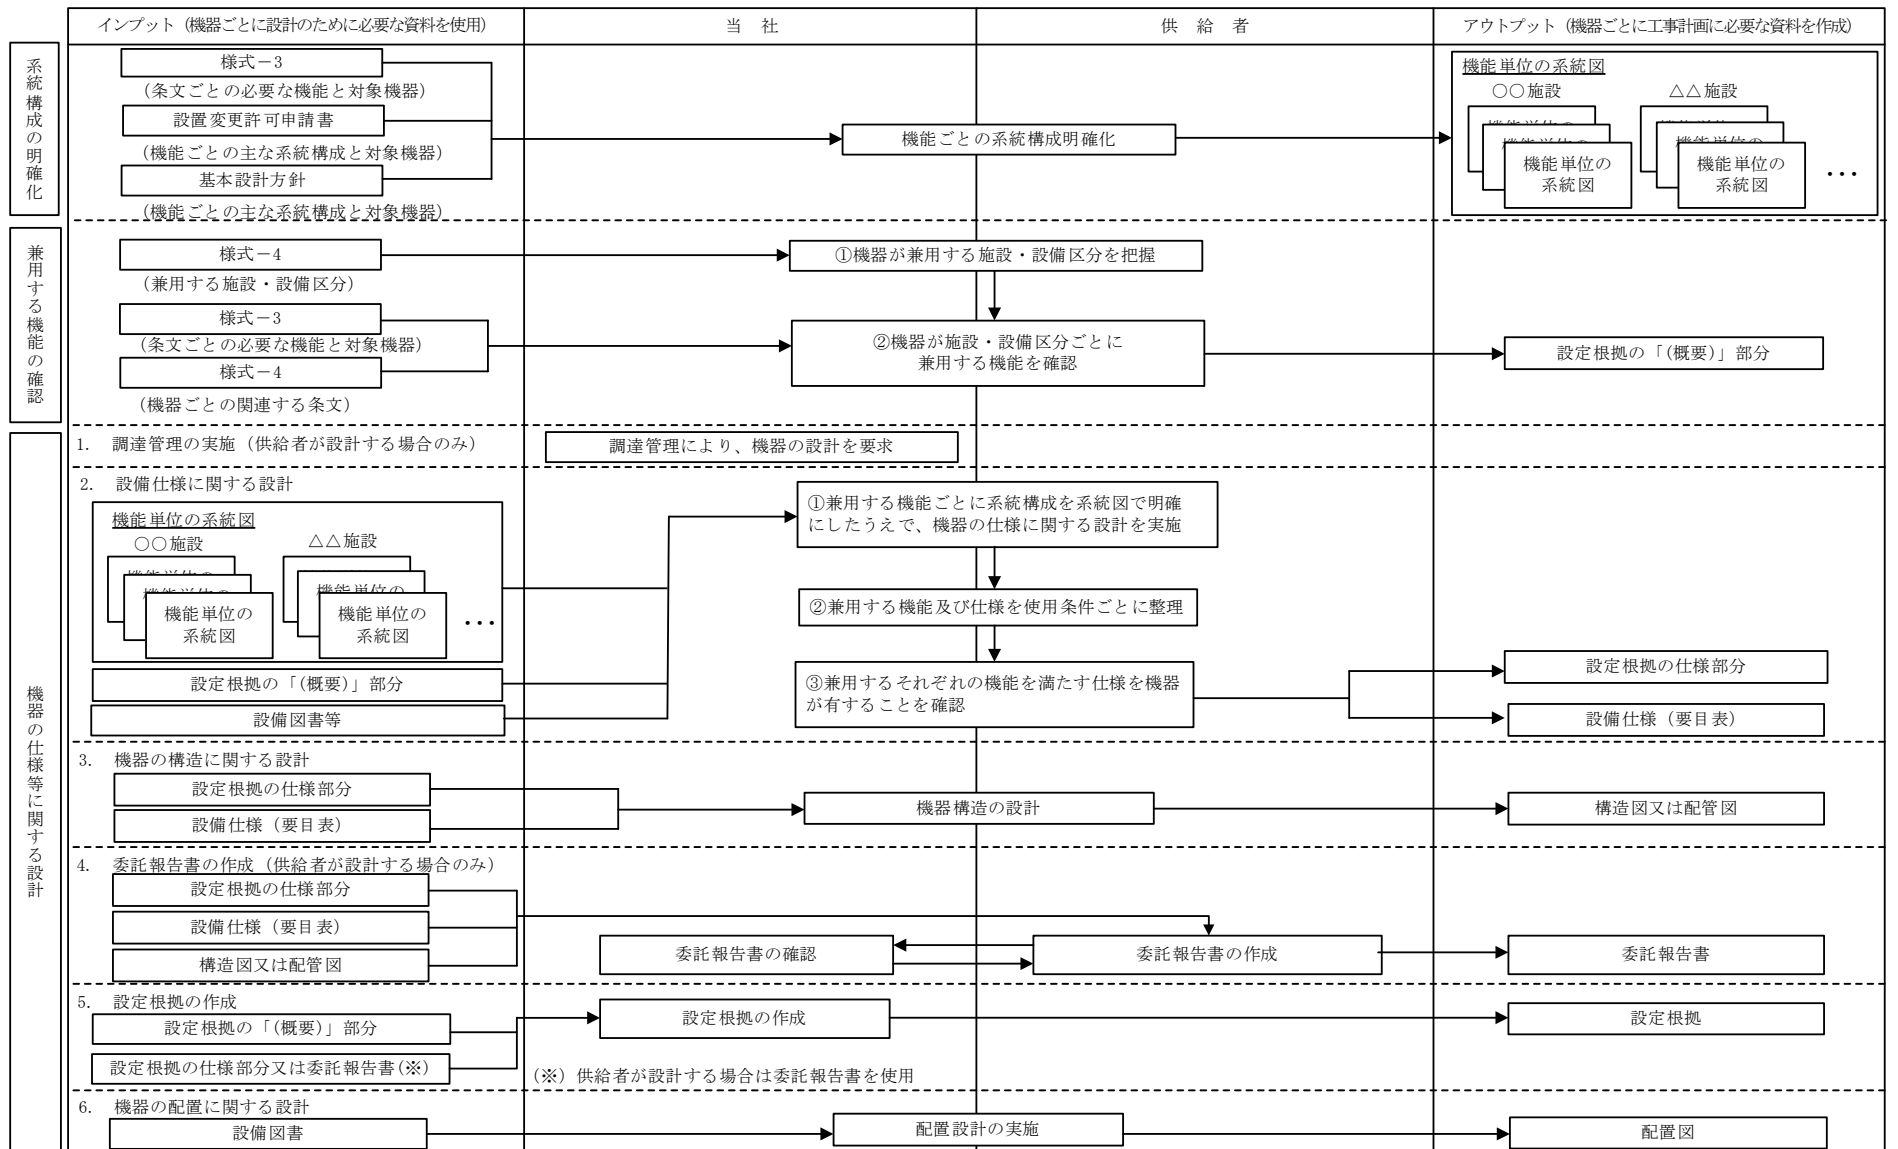 インプット（機器ごとに設計のために必要な資料を使用）
当 社
供 給 者
アウトプット（機器ごとに工事計画に必要な資料を作成）
系統構成の明確化
様式－3
（条文ごとの必要な機能と対象機器）
設置変更許可申請書
（機能ごとの主な系統構成と対象機器）
基本設計方針
（機能ごとの主な系統構成と対象機器）
機能ごとの系統構成明確化
機能単位の系統図
○○施設
△△施設
機能単位の
系統図
機能単位の
系統図
･･･
兼用する機能の確認
様式－4
（兼用する施設・設備区分）
①機器が兼用する施設・設備区分を把握
様式－3
（条文ごとの必要な機能と対象機器）
様式－4
（機器ごとの関連する条文）
②機器が施設・設備区分ごとに
兼用する機能を確認
設定根拠の「(概要)」部分
機器の仕様等に関する設計
1. 調達管理の実施（供給者が設計する場合のみ）
調達管理により、機器の設計を要求
2. 設備仕様に関する設計
機能単位の系統図
○○施設
△△施設
機能単位の
系統図
機能単位の
系統図
･･･
設定根拠の「(概要)」部分
設備図書等
①兼用する機能ごとに系統構成を系統図で明確
にしたうえで、機器の仕様に関する設計を実施
②兼用する機能及び仕様を使用条件ごとに整理
③兼用するそれぞれの機能を満たす仕様を機器
が有することを確認
設定根拠の仕様部分
設備仕様（要目表）
3. 機器の構造に関する設計
設定根拠の仕様部分
設備仕様（要目表）
機器構造の設計
構造図又は配管図
4. 委託報告書の作成（供給者が設計する場合のみ）
設定根拠の仕様部分
設備仕様（要目表）
構造図又は配管図
委託報告書の確認
委託報告書の作成
委託報告書
5. 設定根拠の作成
設定根拠の「(概要)」部分
設定根拠の仕様部分又は委託報告書(※)
設定根拠の作成
設定根拠
（※）供給者が設計する場合は委託報告書を使用
6. 機器の配置に関する設計
設備図書
配置設計の実施
配置図